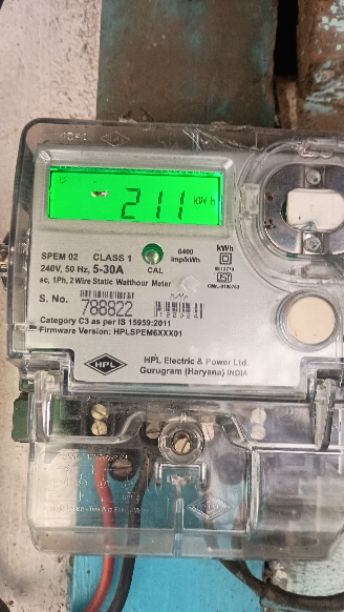 211 kWh
SPEM 02 CLASS 1
240V, 50 Hz, 5-30A
CAL
6400
imp/kWh
kWh
ac, 1Ph, 2 Wire Static Watthour Meter
S. No. 788822
Category C3 as per IS 15959:2011
Firmware Version: HPLSPEM6XXX01
HPL
HPL Electric & Power Ltd.
Gurugram (Haryana) INDIA